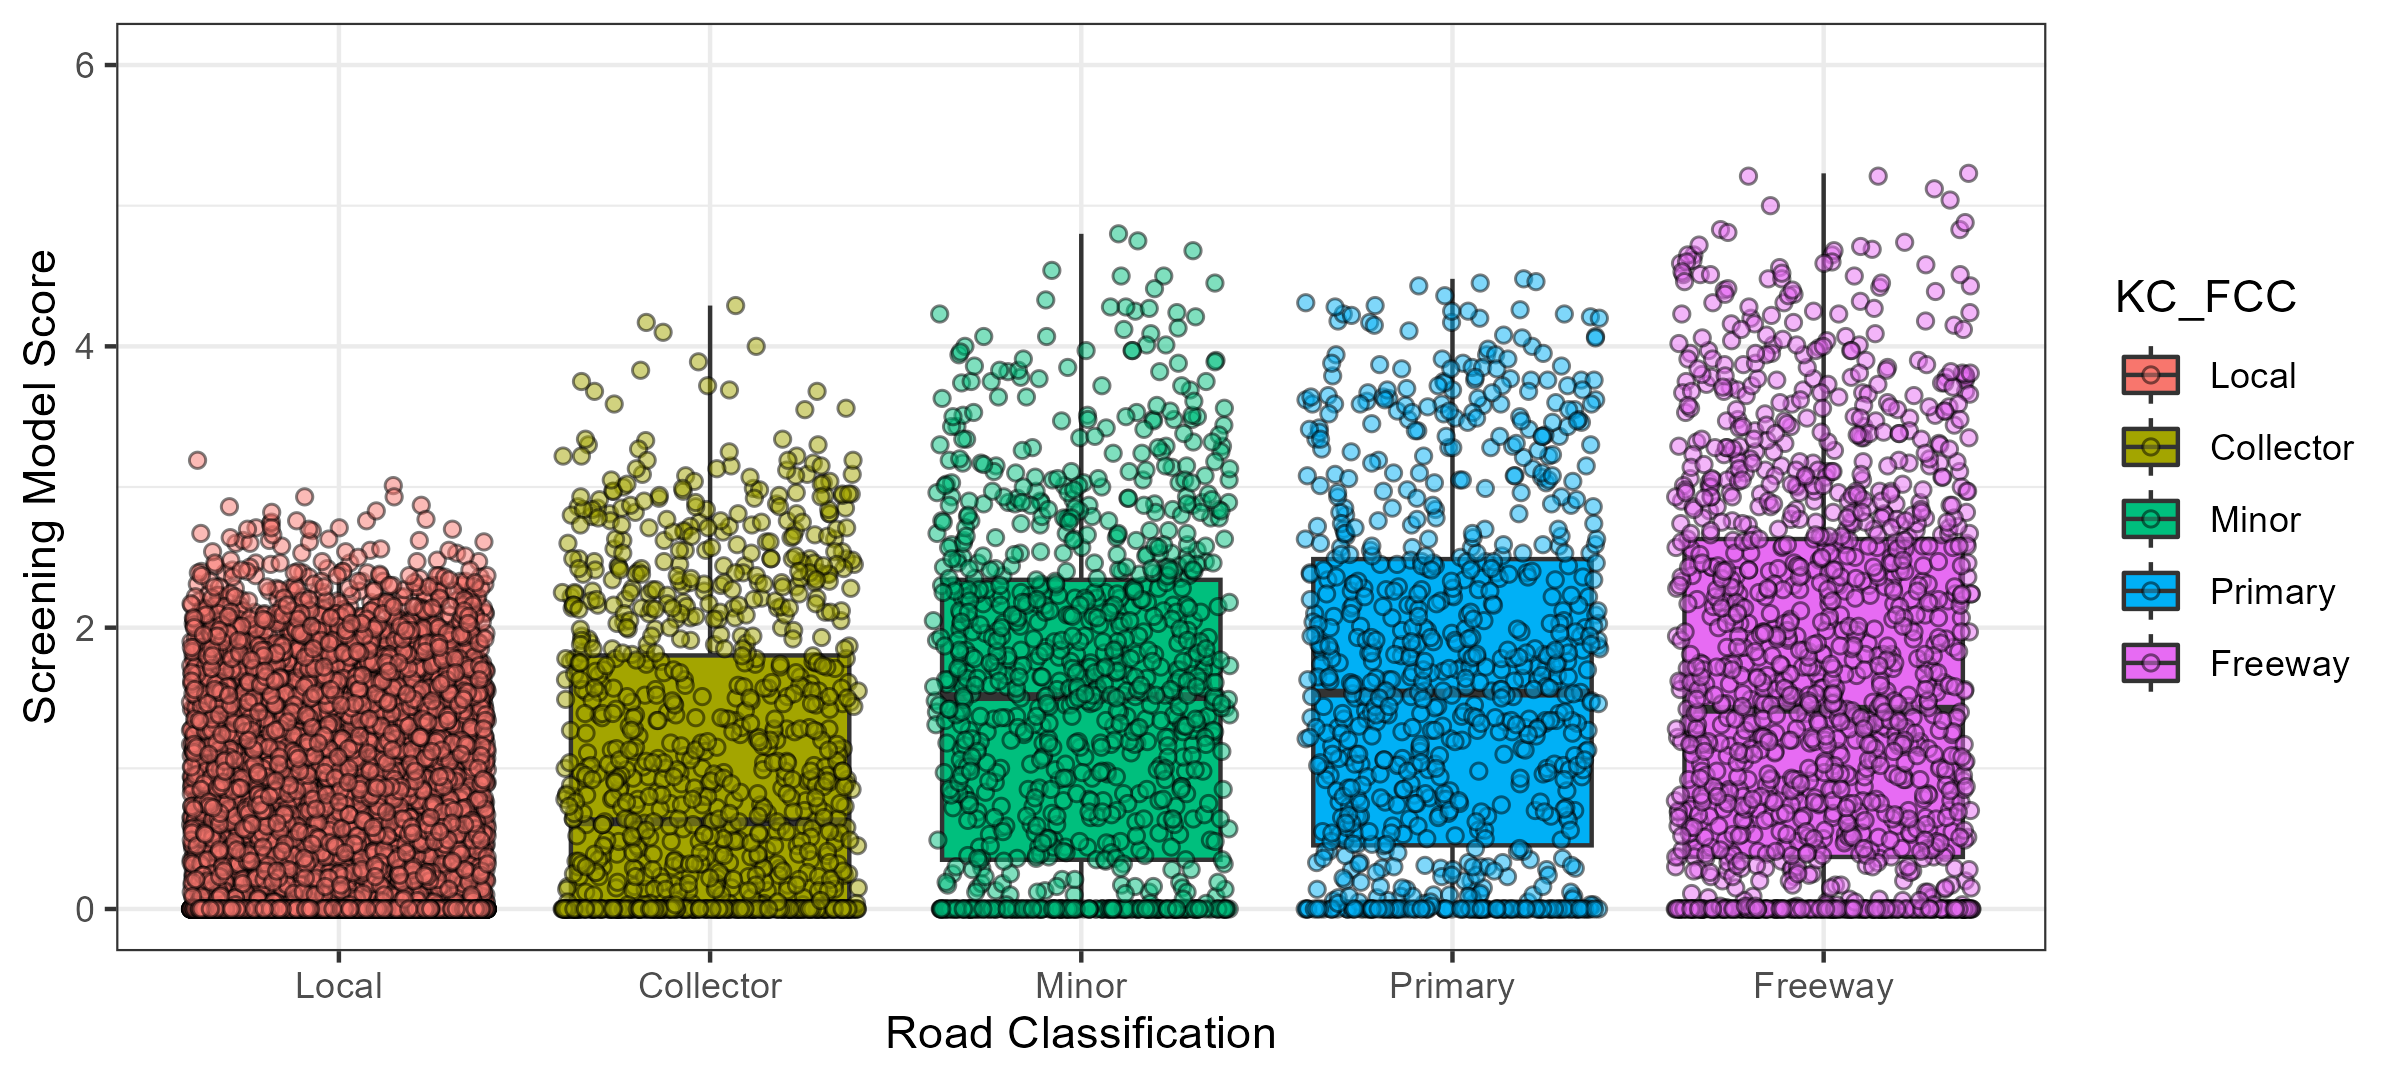 Screening Model Score
6
4
2
0
Local
Collector
Minor
Primary
Freeway
Road Classification
KC_FCC
Local
Collector
Minor
Primary
Freeway